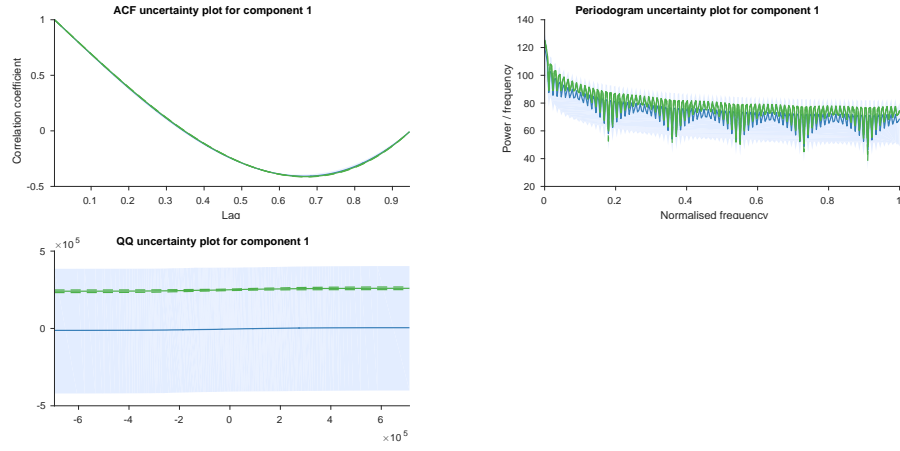 ACF uncertainty plot for component 1
Correlation coefficient
1
0.5
0
-0.5
0.1 0.2 0.3 0.4 0.5 0.6 0.7 0.8 0.9
Lag
Periodogram uncertainty plot for component 1
Power / frequency
140
120
100
80
60
40
20
0 0.2 0.4 0.6 0.8 1
Normalised frequency
QQ uncertainty plot for component 1
×10^5
5
0
-5
-6 -4 -2 0 2 4 6
×10^5